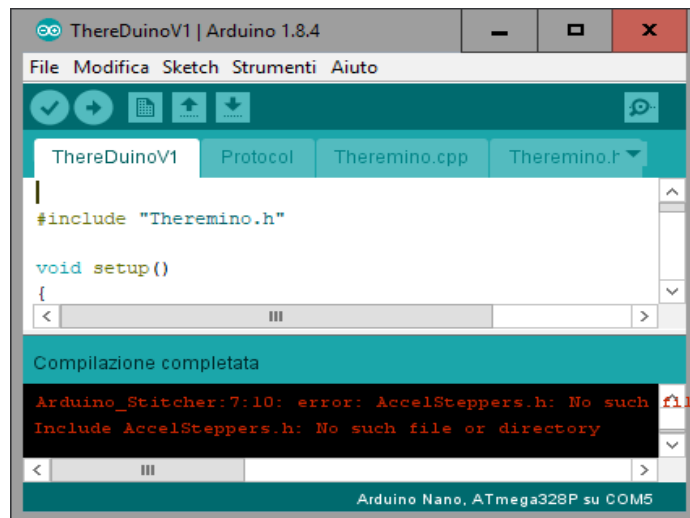 ThereDuinoV1 | Arduino 1.8.4
File Modifica Sketch Strumenti Aiuto
ThereDuinoV1 Protocol Theremino.cpp Theremino.h
#include "Theremino.h"
void setup()
{
Compilazione completata
Arduino_Stitcher:7:10: error: AccelSteppers.h: No such fil
Include AccelSteppers.h: No such file or directory
Arduino Nano, ATmega328P su COM5